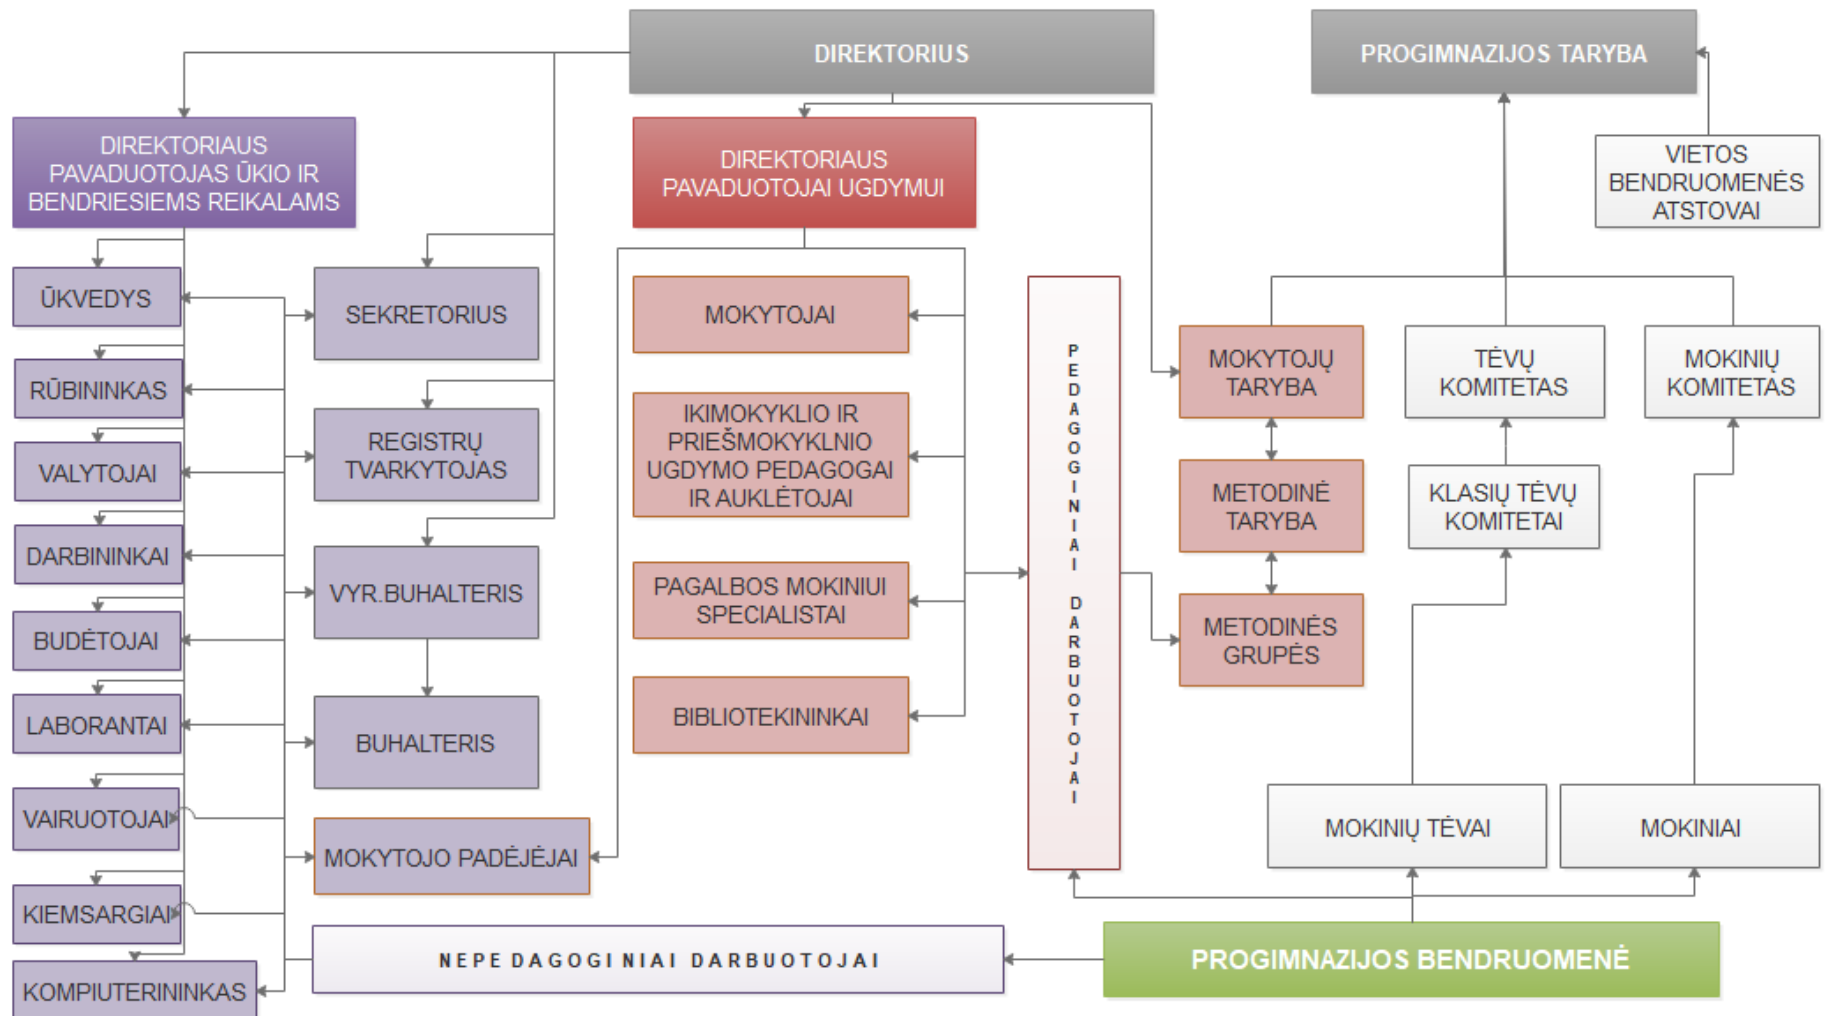 DIREKTORIUS
PROGIMNAZIJOS TARYBA
DIREKTORIAUS
PAVADUOTOJAS ŪKIO IR
BENDRIESIEMS REIKALAMS
DIREKTORIAUS
PAVADUOTOJAI UGDYMUI
VIETOS
BENDRUOMENĖS
ATSTOVAI
ŪKVEDYS
RŪBININKAS
VALYTOJAI
DARBININKAI
BUDĖTOJAI
LABORANTAI
VAIRUOTOJAI
KIEMSARGIAI
KOMPIUTERININKAS
SEKRETORIUS
REGISTRŲ
TVARKYTOJAS
VYR.BUHALTERIS
BUHALTERIS
MOKYTOJO PADĖJĖJAI
MOKYTOJAI
IKIMOKYKLIO IR
PRIEŠMOKYKLNIO
UGDYMO PEDAGOGAI
IR AUKLĖTOJAI
PAGALBOS MOKINIUI
SPECIALISTAI
BIBLIOTEKININKAI
PEDAGOGINIAI DARBUOTOJAI
MOKYTOJŲ
TARYBA
METODINĖ
TARYBA
METODINĖS
GRUPĖS
TĖVŲ
KOMITETAS
KLASIŲ TĖVŲ
KOMITETAI
MOKINIŲ
KOMITETAS
MOKINIŲ TĖVAI
MOKINIAI
NEPEDAGOGINIAI DARBUOTOJAI
PROGIMNAZIJOS BENDRUOMENĖ